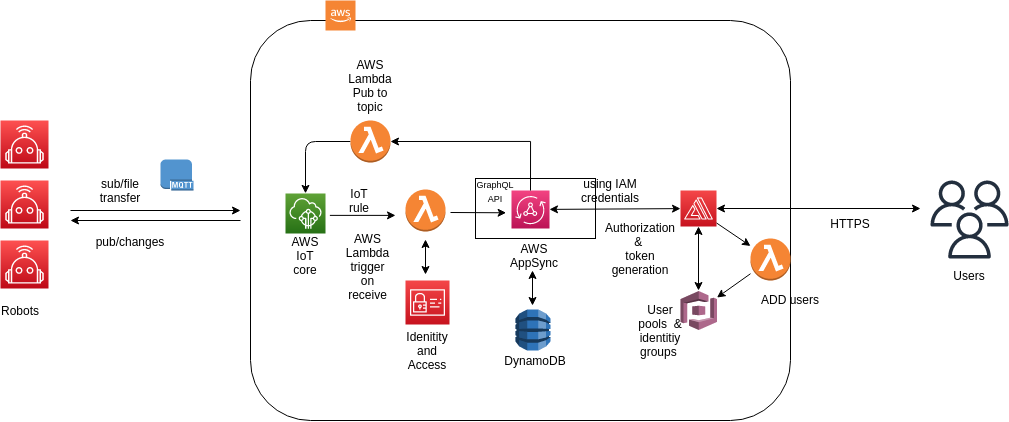 aws
AWS
Lambda
Pub to
topic
sub/file
transfer
MQTT
pub/changes
Robots
AWS
IoT
core
IoT
rule
AWS
Lambda
trigger
on
receive
Idenitity
and
Access
GraphQL
API
AWS
AppSync
DynamoDB
using IAM
credentials
Authorization
&
token
generation
User
pools &
identitiy
groups
ADD users
HTTPS
Users